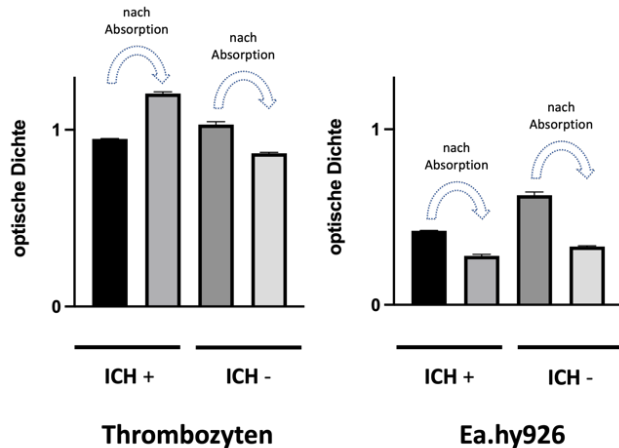 nach
Absorption
nach
Absorption
optische Dichte
1
0
ICH +
ICH -
Thrombozyten
nach
Absorption
nach
Absorption
optische Dichte
1
0
ICH +
ICH -
Ea.hy926